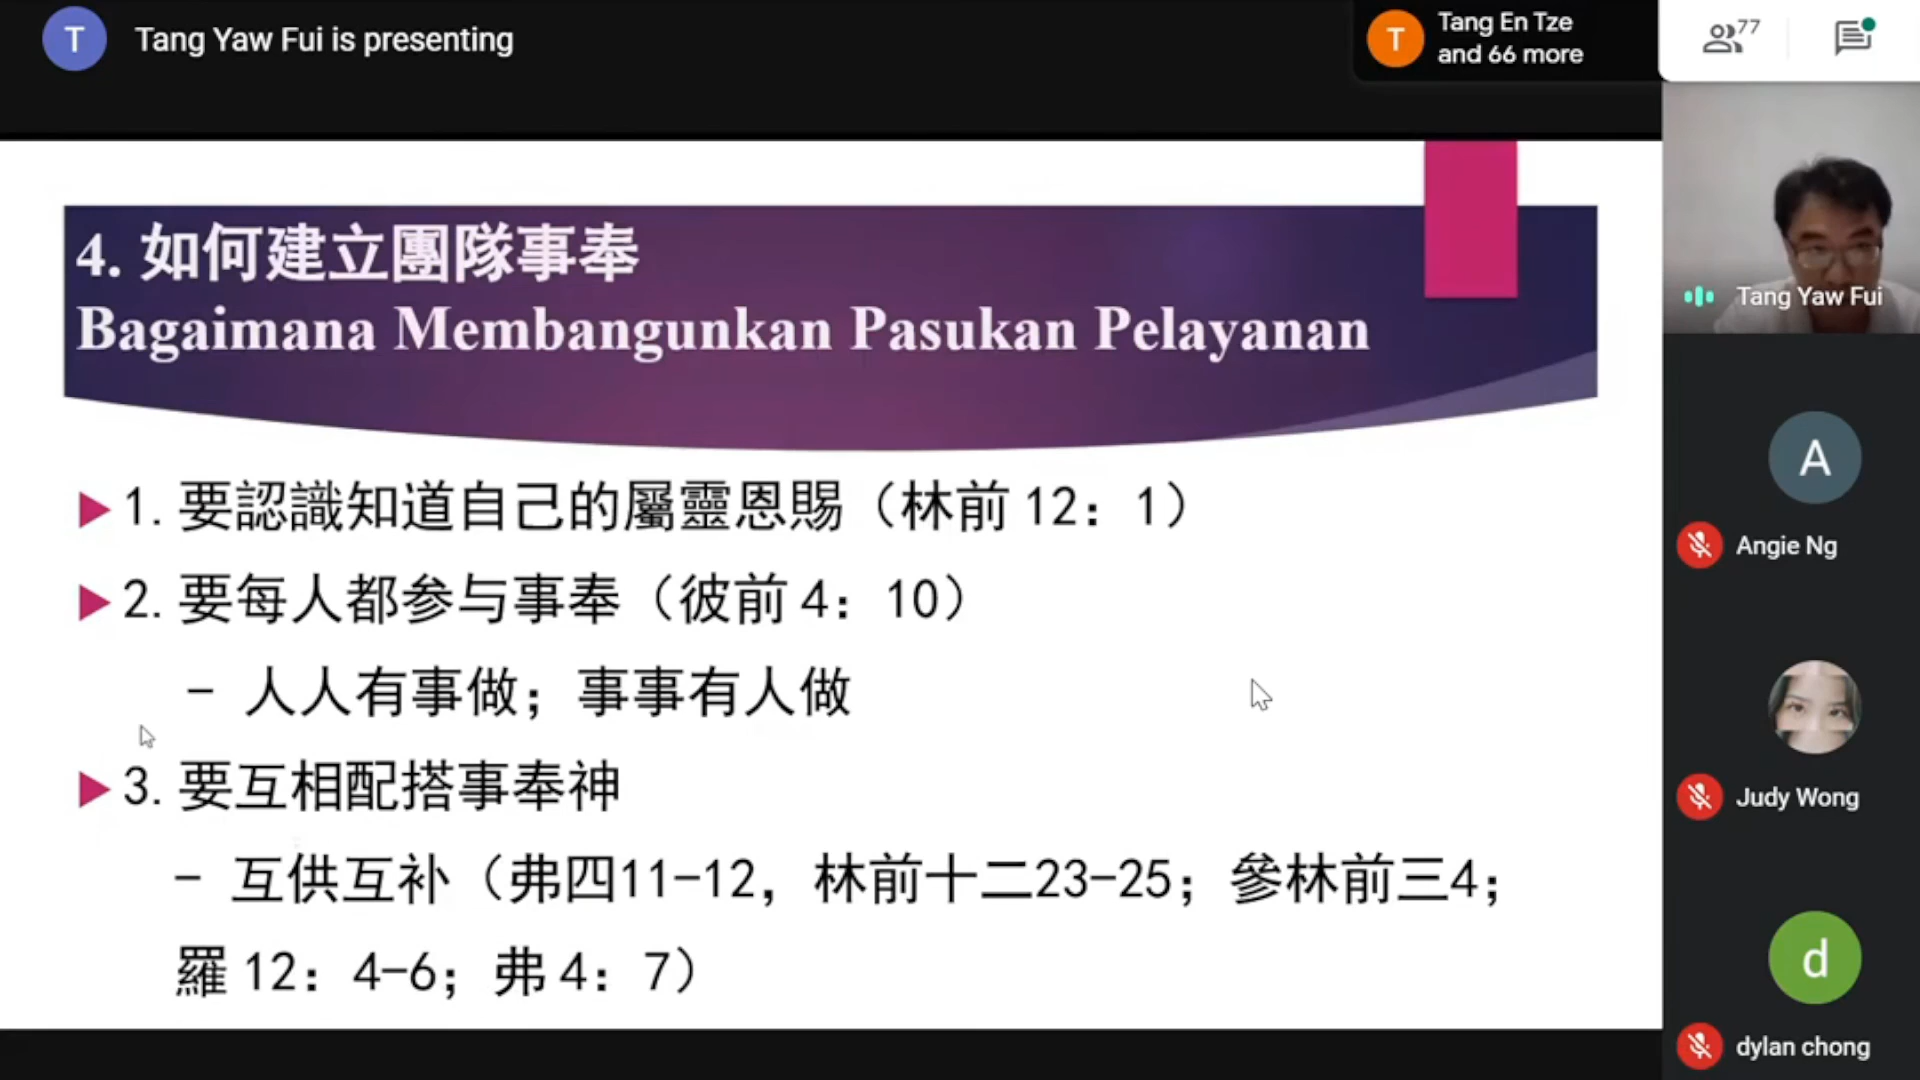 T
Tang Yaw Fui is presenting
T
Tang En Tze
and 66 more
77
4. 如何建立團隊事奉
Bagaimana Membangunkan Pasukan Pelayanan
1. 要認識知道自己的屬靈恩賜（林前 12：1）
2. 要每人都参与事奉（彼前 4：10）
- 人人有事做；事事有人做
3. 要互相配搭事奉神
- 互供互补（弗四11-12，林前十二23-25；參林前三4；
羅 12：4-6；弗 4：7）
Tang Yaw Fui
A
Angie Ng
Judy Wong
d
dylan chong